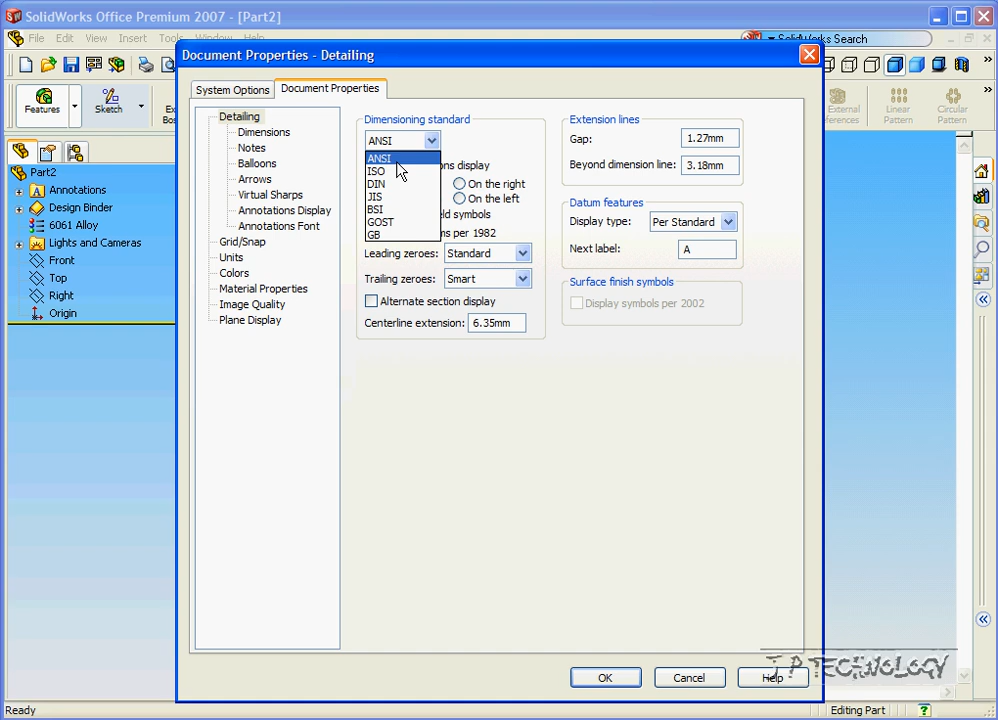 SolidWorks Office Premium 2007 - [Part2]
File Edit View Insert Tools Window Help
SolidWorks Search
Document Properties - Detailing
System Options Document Properties
Features
Sketch
External
References
Linear
Pattern
Circular
Pattern
Part2
Annotations
Design Binder
6061 Alloy
Lights and Cameras
Front
Top
Right
Origin
Detailing
Dimensions
Notes
Balloons
Arrows
Virtual Sharps
Annotations Display
Annotations Font
Grid/Snap
Units
Colors
Material Properties
Image Quality
Plane Display
Dimensioning standard
ANSI
ANSI
ISO
DIN
JIS
BSI
GOST
GB
display
On the right
On the left
symbols
per 1982
Leading zeroes: Standard
Trailing zeroes: Smart
Alternate section display
Centerline extension: 6.35mm
Extension lines
Gap: 1.27mm
Beyond dimension line: 3.18mm
Datum features
Display type: Per Standard
Next label: A
Surface finish symbols
Display symbols per 2002
OK Cancel Help
J.P TECHNOLOGY
Ready
Editing Part